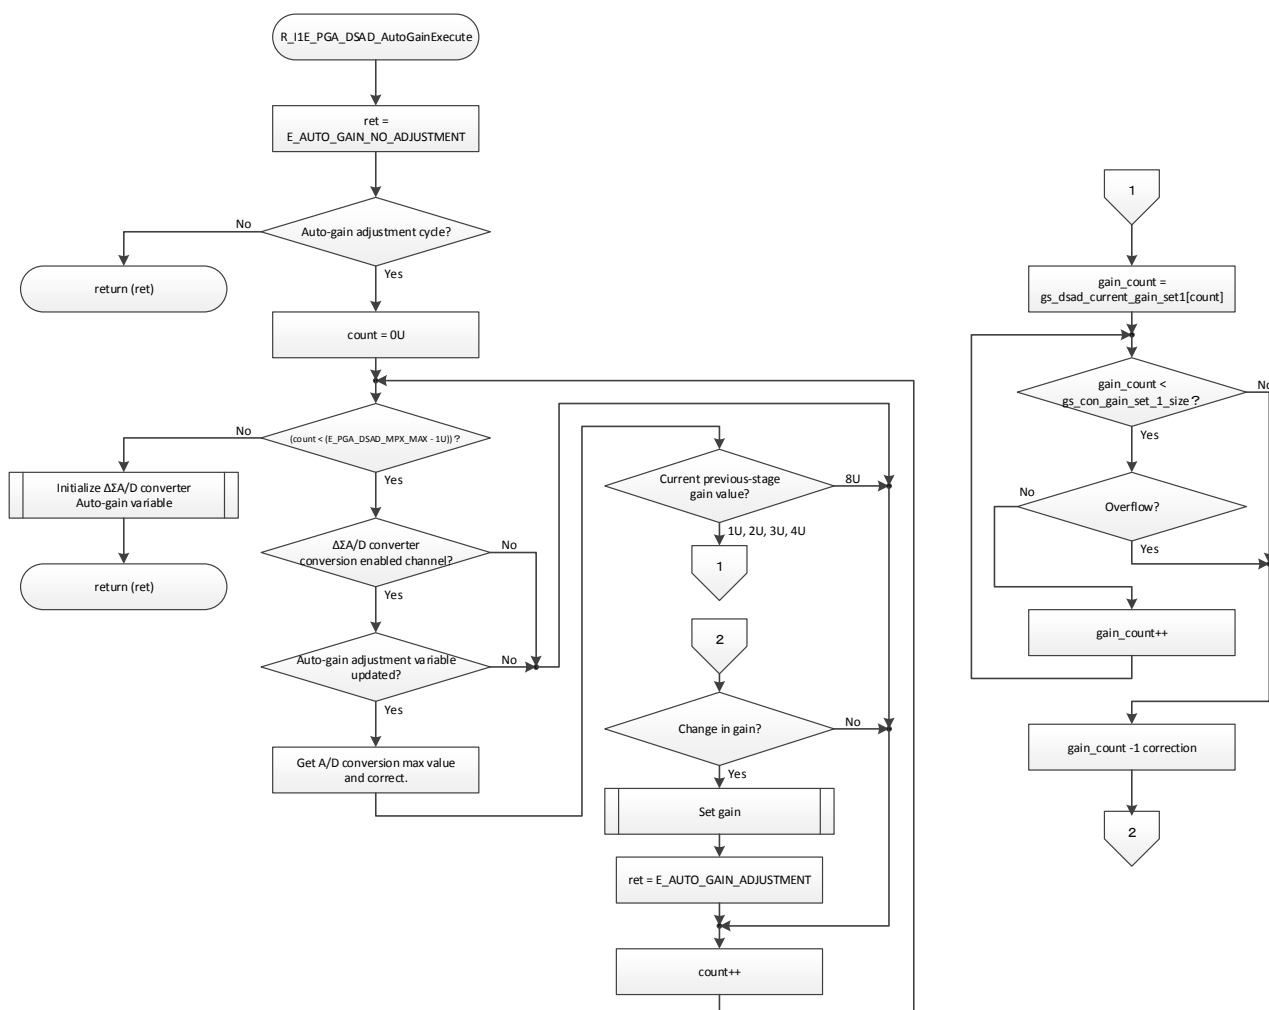 R_I1E_PGA_DSAD_AutoGainExecute
ret =
E_AUTO_GAIN_NO_ADJUSTMENT
Auto-gain adjustment cycle?
No
Yes
return (ret)
count = 0U
(count < (E_PGA_DSAD_MPX_MAX - 1U)) ?
No
Yes
Initialize ΔΣA/D converter
Auto-gain variable
return (ret)
ΔΣA/D converter
conversion enabled channel?
No
Yes
Auto-gain adjustment variable
updated?
No
Yes
Get A/D conversion max value
and correct.
Current previous-stage
gain value?
8U
1U, 2U, 3U, 4U
1
2
Change in gain?
No
Yes
Set gain
ret = E_AUTO_GAIN_ADJUSTMENT
count++
1
gain_count =
gs_dsad_current_gain_set1[count]
gain_count <
gs_con_gain_set_1_size ?
No
Yes
Overflow?
No
Yes
gain_count++
gain_count -1 correction
2